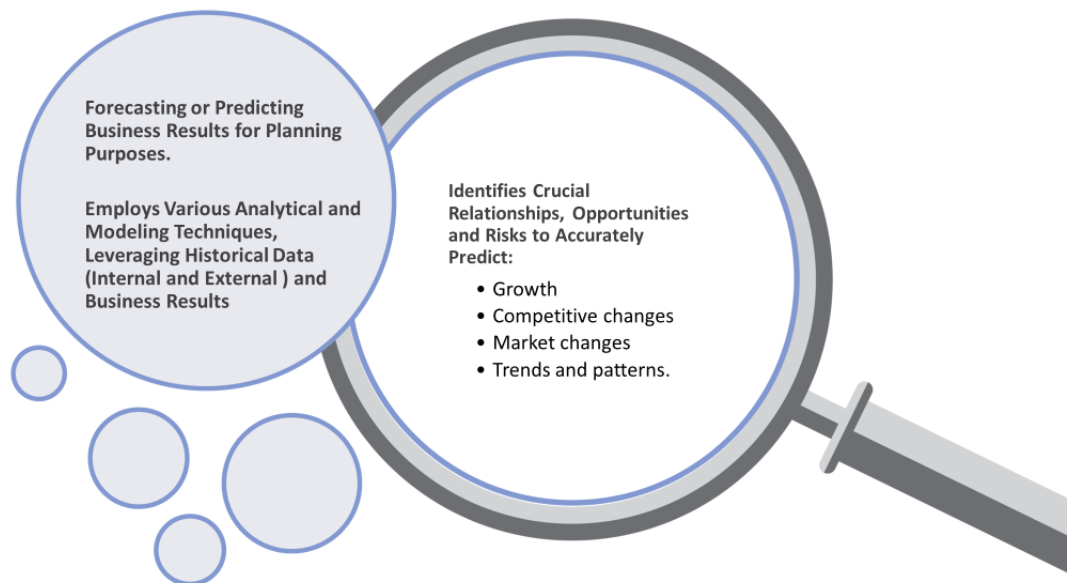 Forecasting or Predicting
Business Results for Planning
Purposes.
Employs Various Analytical and
Modeling Techniques,
Leveraging Historical Data
(Internal and External ) and
Business Results
Identifies Crucial
Relationships, Opportunities
and Risks to Accurately
Predict:
• Growth
• Competitive changes
• Market changes
• Trends and patterns.